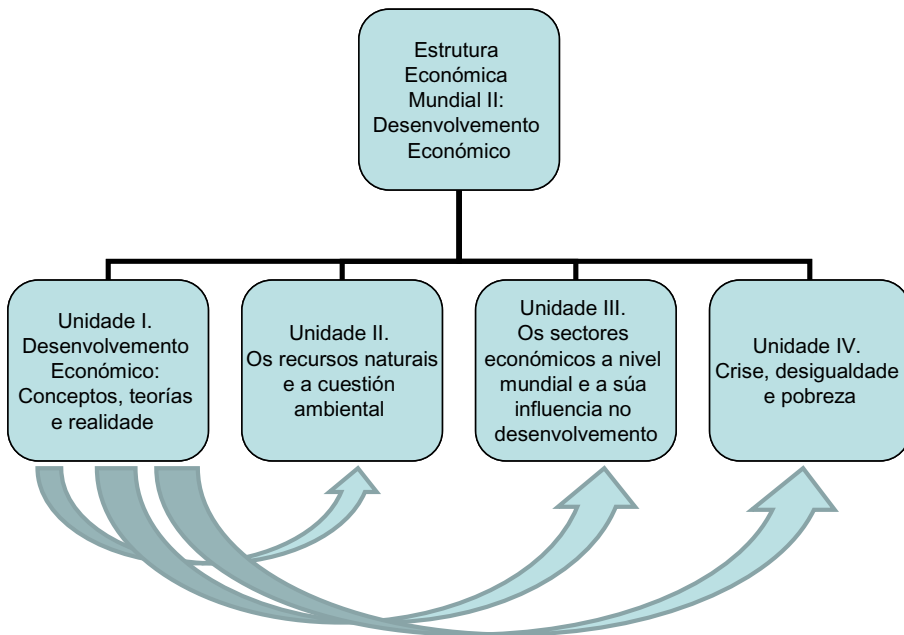 Estrutura
Económica
Mundial II:
Desenvolvemento
Económico
Unidade I.
Desenvolvemento
Económico:
Conceptos, teorías
e realidade
Unidade II.
Os recursos naturais
e a cuestión
ambiental
Unidade III.
Os sectores
económicos a nivel
mundial e a súa
influencia no
desenvolvemento
Unidade IV.
Crise, desigualdade
e pobreza